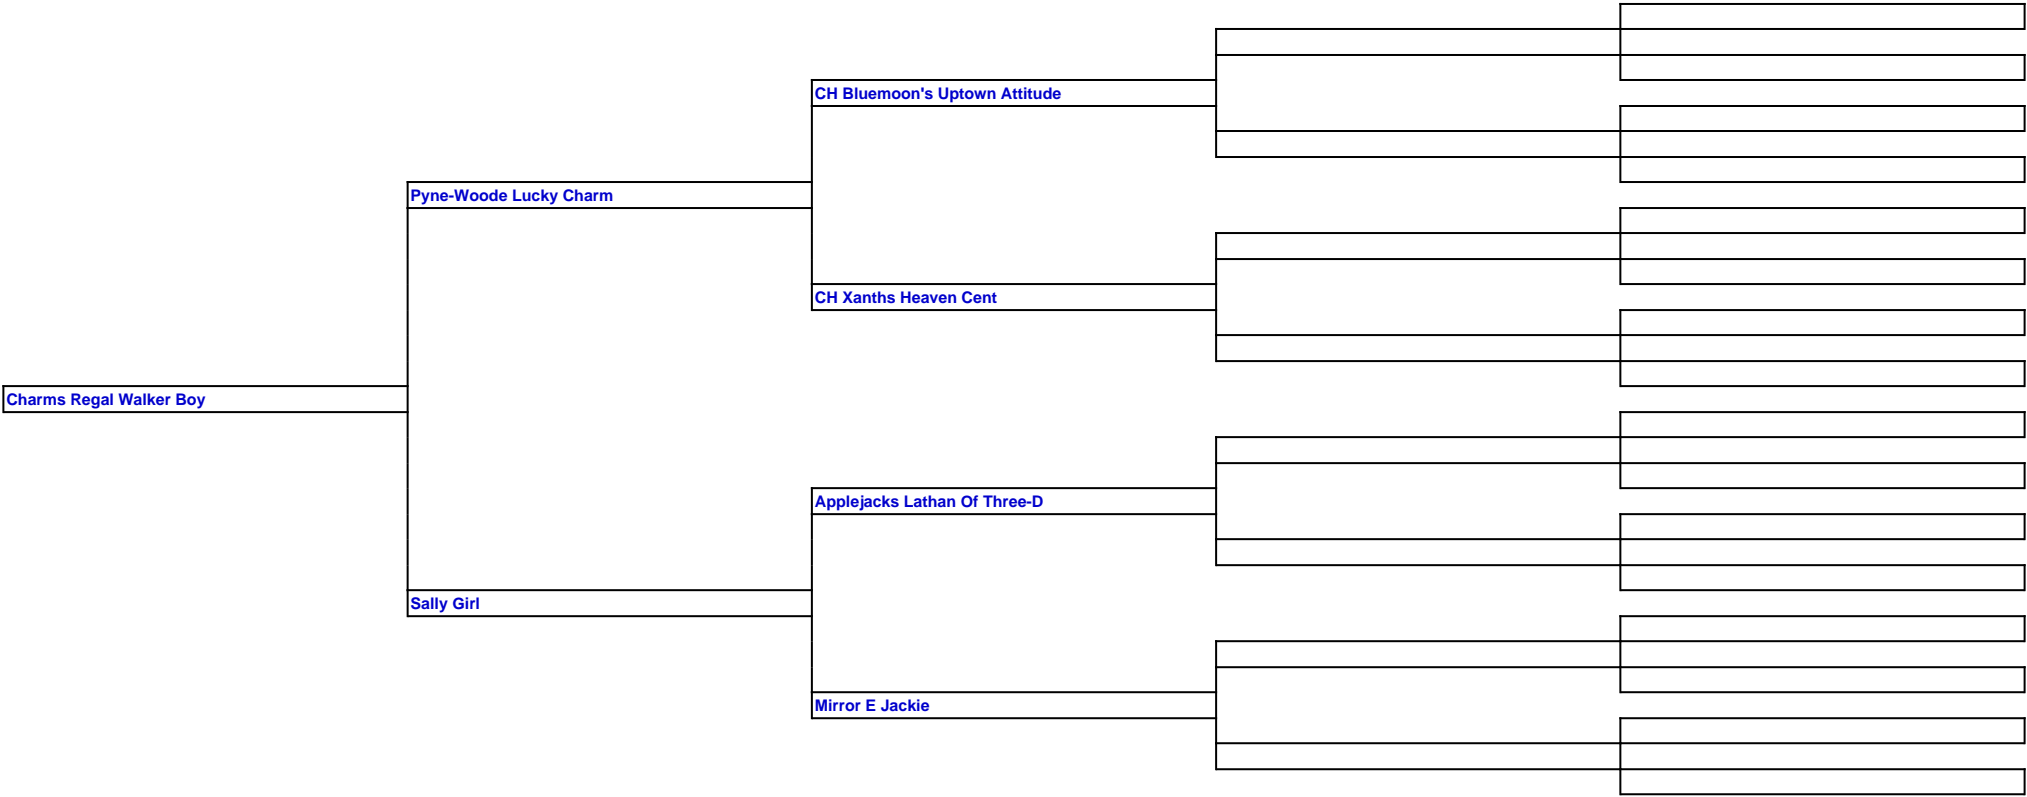 CH Bluemoon's Uptown Attitude
Pyne-Woode Lucky Charm
CH Xanths Heaven Cent
Charms Regal Walker Boy
Applejacks Lathan Of Three-D
Sally Girl
Mirror E Jackie